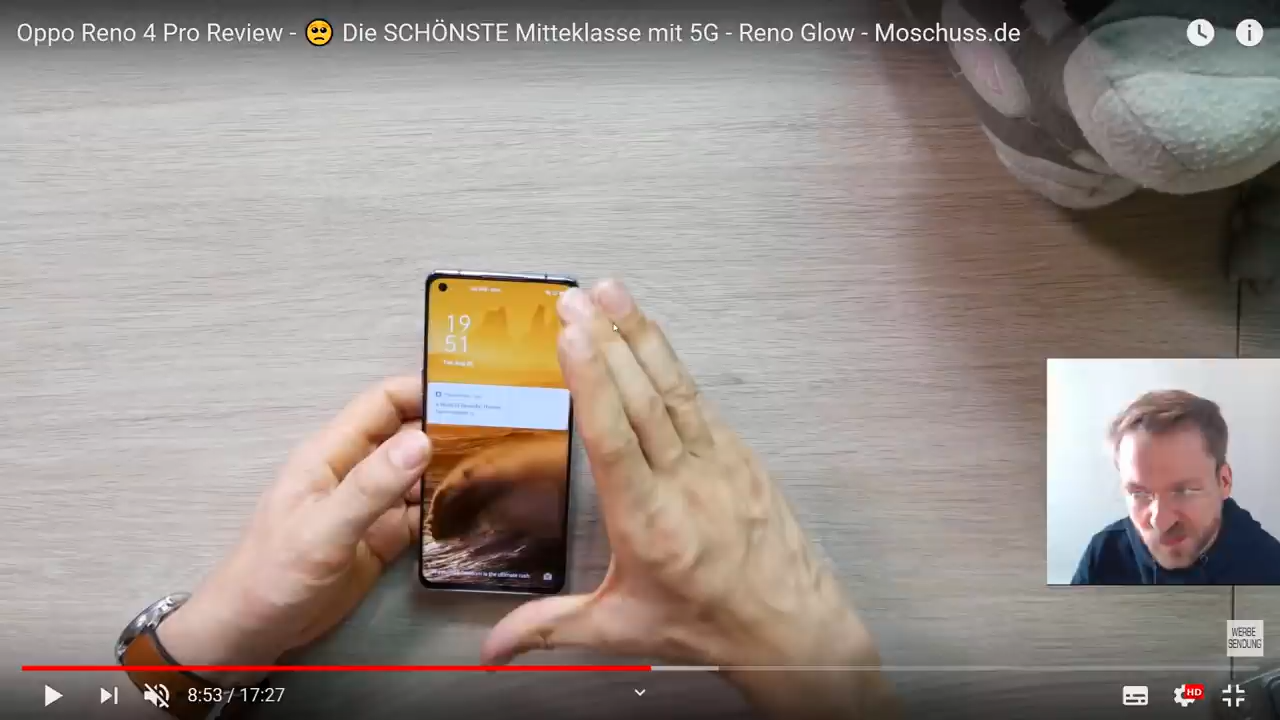 Oppo Reno 4 Pro Review - 🥺 Die SCHÖNSTE Mitteklasse mit 5G - Reno Glow - Moschuss.de
19
51
WERBE
SENDUNG
8:53 / 17:27
HD